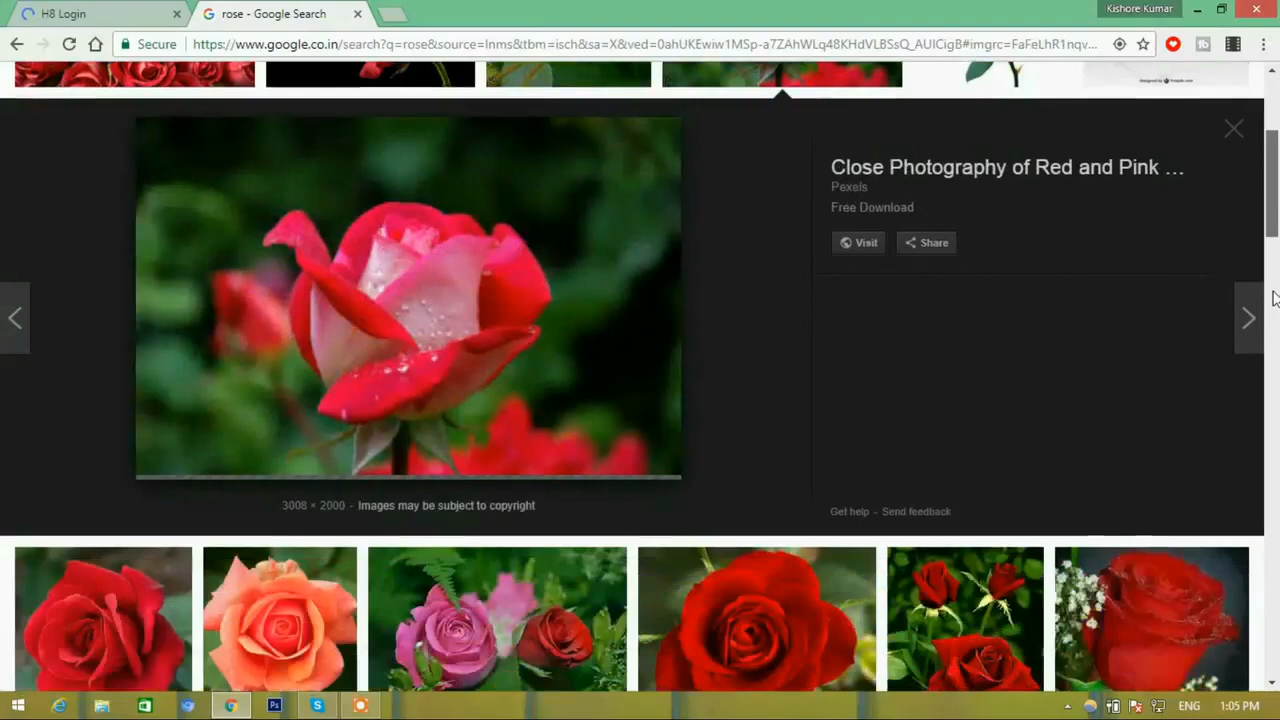 H8 Login
rose - Google Search
Kishore Kumar
Secure
https://www.google.co.in/search?q=rose&source=lnms&tbm=isch&sa=X&ved=0ahUKEwiw1MSp-a7ZAhWLq48KHdVLBSsQ_AUICigB#imgrc=FaFeLhR1nqv...
Close Photography of Red and Pink ...
Pexels
Free Download
Visit
Share
3008 × 2000 - Images may be subject to copyright
Get help - Send feedback
Ps
ENG
1:05 PM